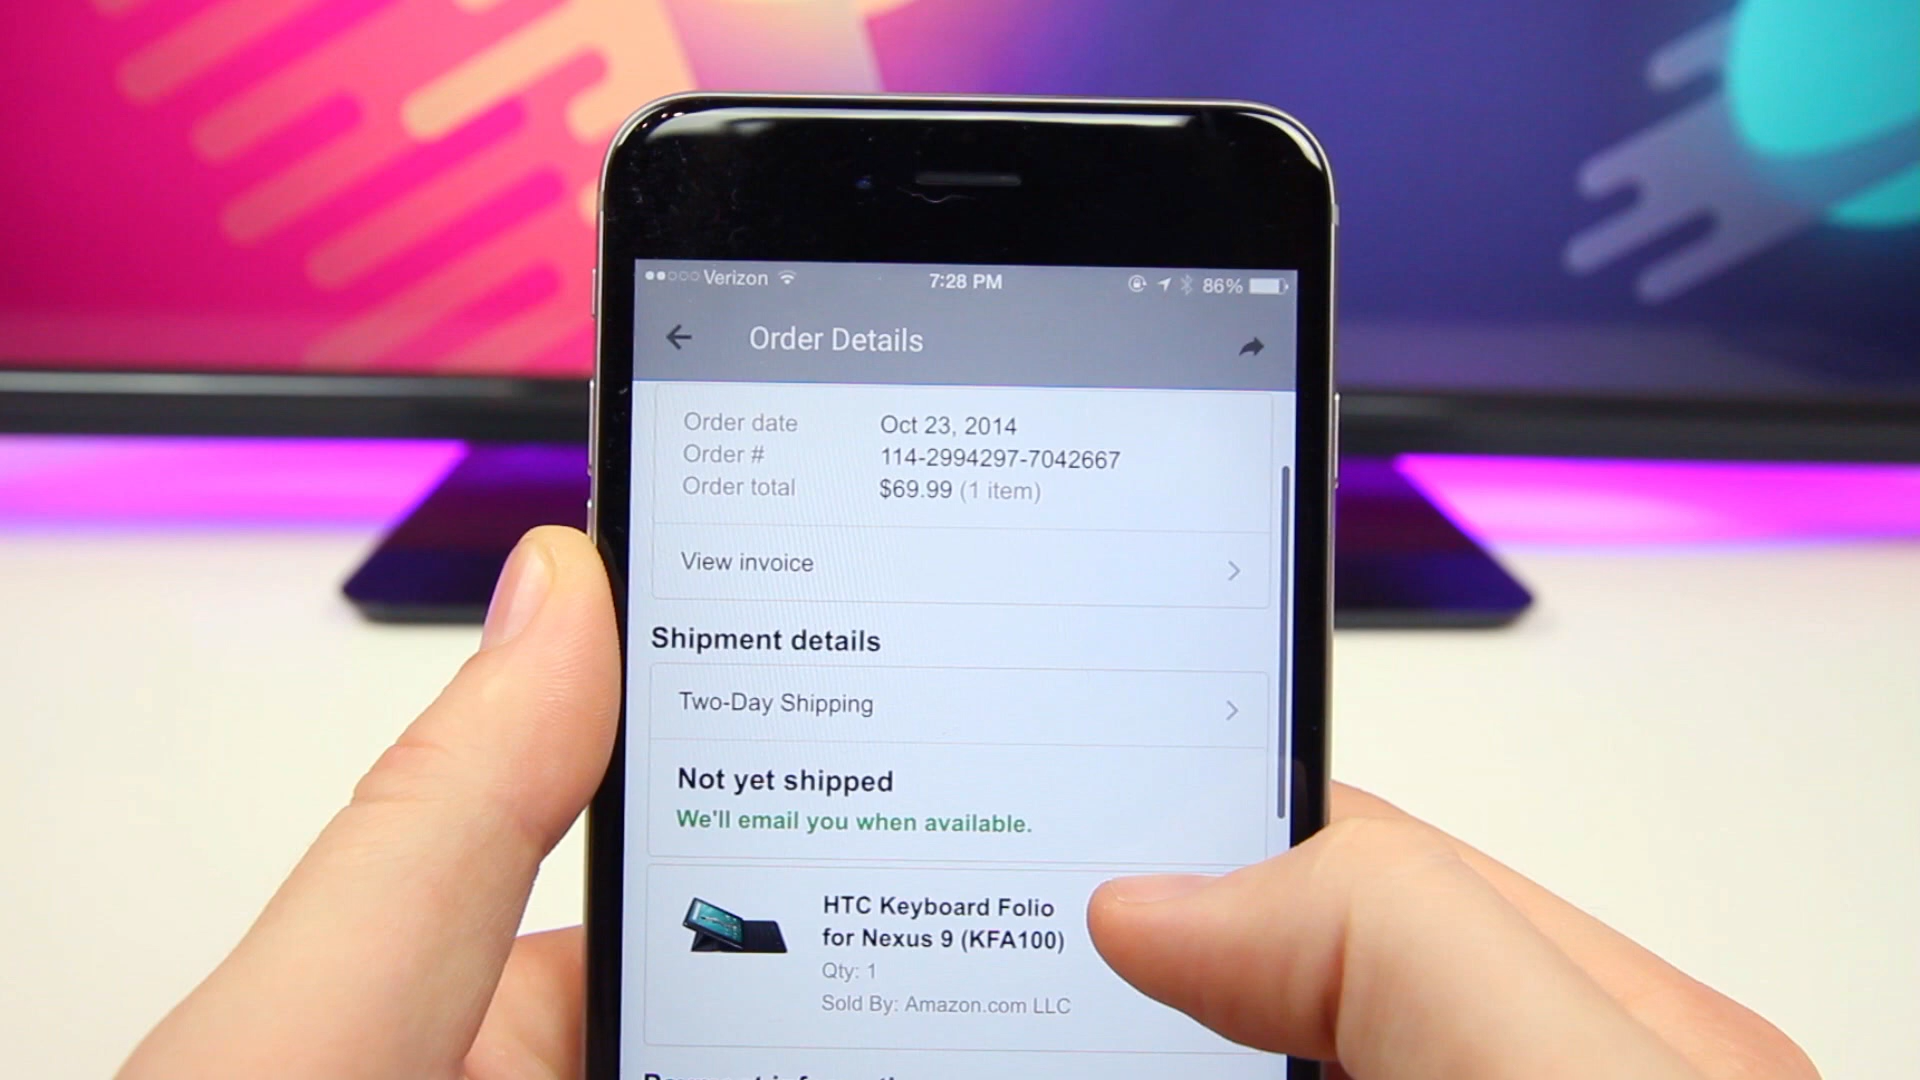 Verizon 7:28 PM 86%
Order Details
Order date Oct 23, 2014
Order # 114-2994297-7042667
Order total $69.99 (1 item)
View invoice
Shipment details
Two-Day Shipping
Not yet shipped
We'll email you when available.
HTC Keyboard Folio
for Nexus 9 (KFA100)
Qty: 1
Sold By: Amazon.com LLC